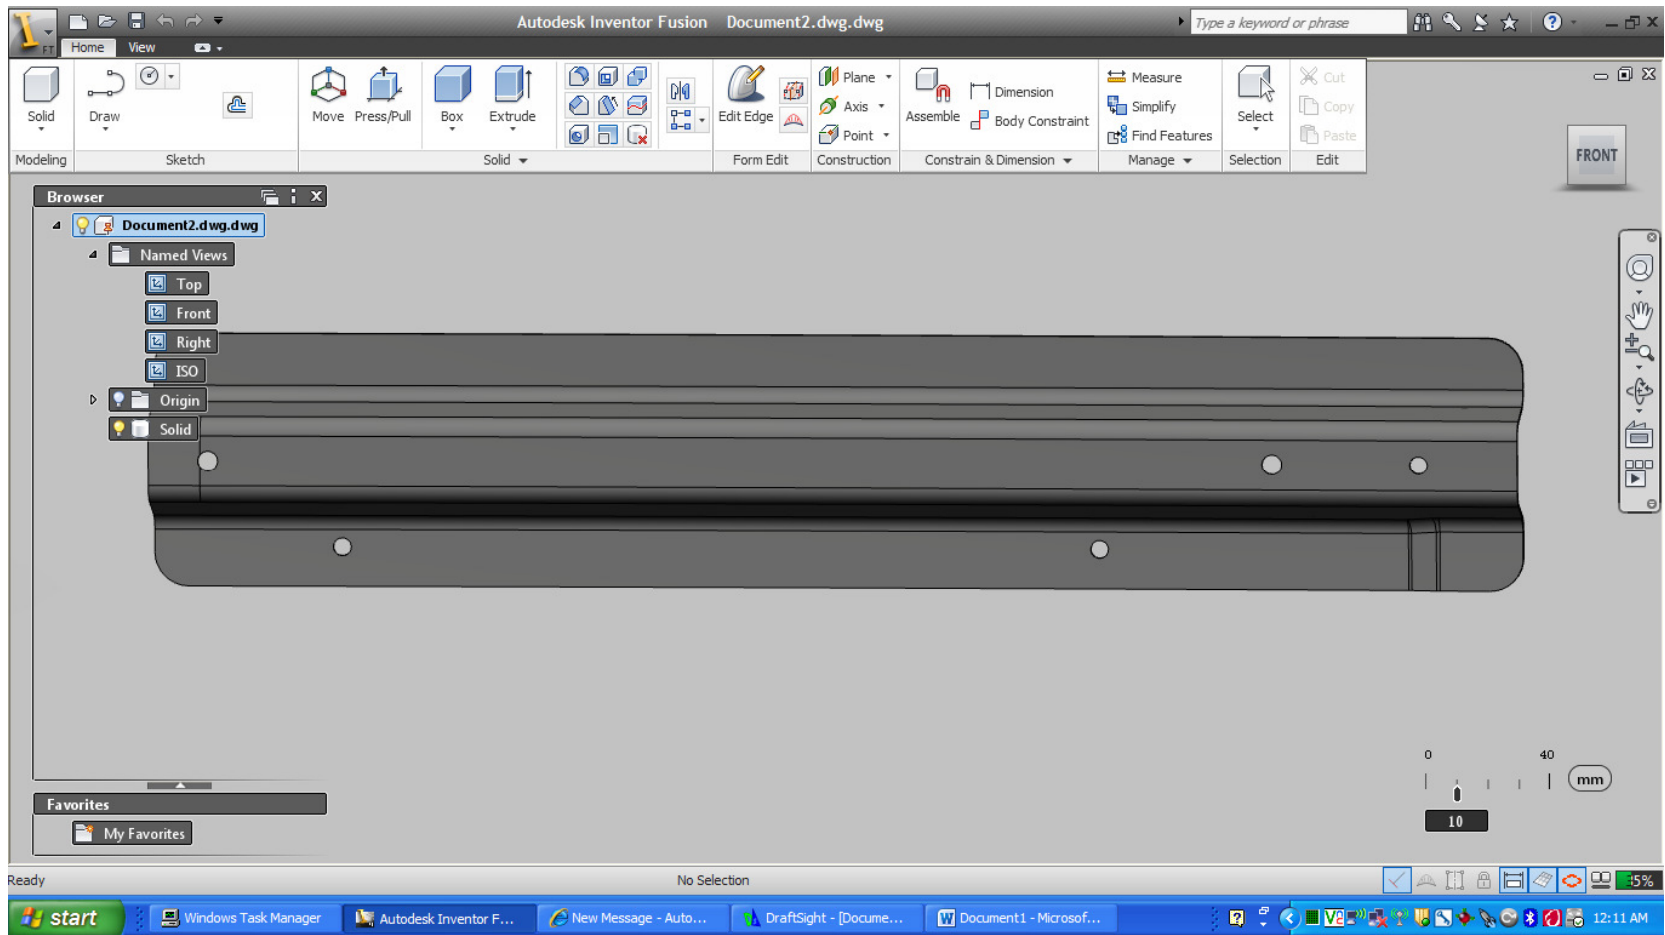 Autodesk Inventor Fusion Document2.dwg.dwg
Type a keyword or phrase
FT
Home View
Solid
Draw
Move Press/Pull Box Extrude
Edit Edge
Plane
Axis
Point
Assemble
Dimension
Body Constraint
Measure
Simplify
Find Features
Select
Cut
Copy
Paste
Modeling Sketch Solid Form Edit Construction Constrain & Dimension Manage Selection Edit
FRONT
Browser
Document2.dwg.dwg
Named Views
Top
Front
Right
ISO
Origin
Solid
0 40
mm
10
Favorites
My Favorites
Ready No Selection
start Windows Task Manager Autodesk Inventor F... New Message - Auto... DraftSight - [Docume... Document1 - Microsof... 12:11 AM